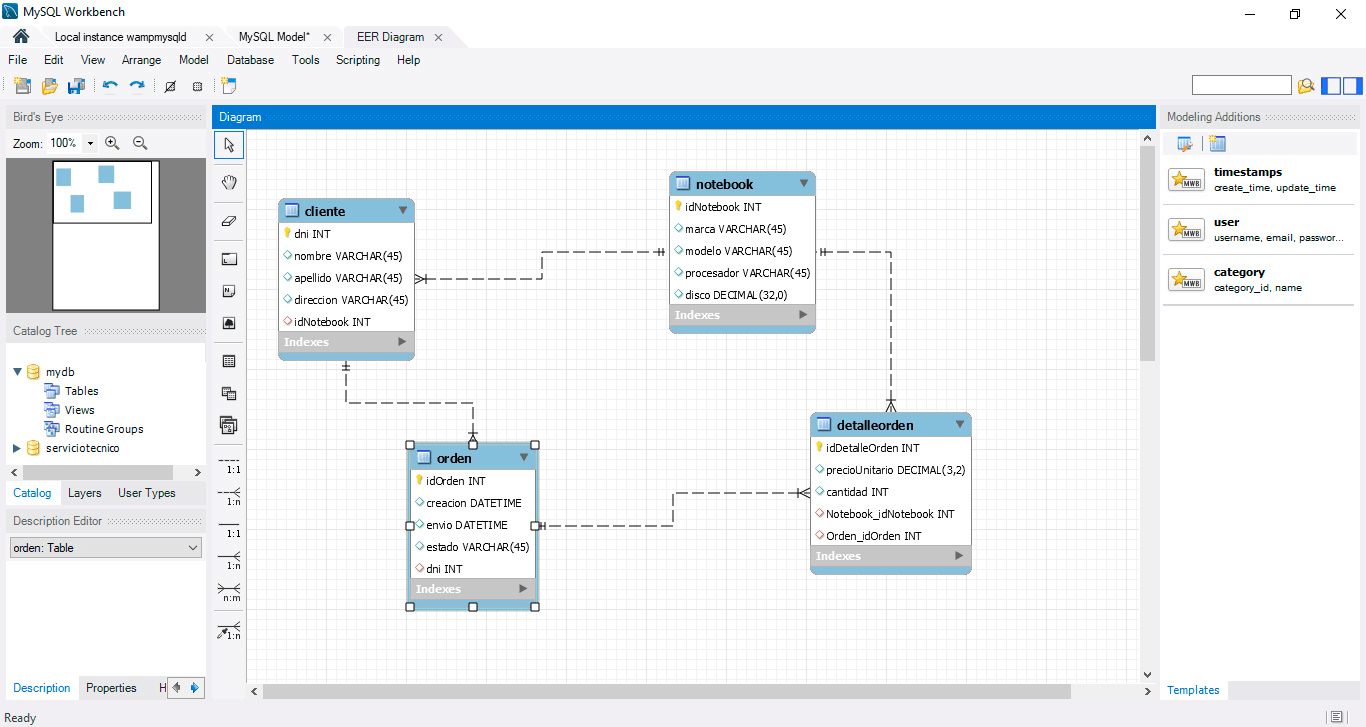 MySQL Workbench
Local instance wampmysqld
MySQL Model*
EER Diagram
File Edit View Arrange Model Database Tools Scripting Help
Bird's Eye
Zoom: 100%
Catalog Tree
mydb
Tables
Views
Routine Groups
serviciotecnico
Catalog Layers User Types
Description Editor
orden: Table
Description Properties H
Ready
Diagram
1:1
1:n
1:1
1:n
n:m
1:n
cliente
dni INT
nombre VARCHAR(45)
apellido VARCHAR(45)
direccion VARCHAR(45)
idNotebook INT
Indexes
notebook
idNotebook INT
marca VARCHAR(45)
modelo VARCHAR(45)
procesador VARCHAR(45)
disco DECIMAL(32,0)
Indexes
orden
idOrden INT
creacion DATETIME
envio DATETIME
estado VARCHAR(45)
dni INT
Indexes
detalleorden
idDetalleOrden INT
precioUnitario DECIMAL(3,2)
cantidad INT
Notebook_idNotebook INT
Orden_idOrden INT
Indexes
Modeling Additions
MWB
timestamps
create_time, update_time
MWB
user
username, email, passwor...
MWB
category
category_id, name
Templates